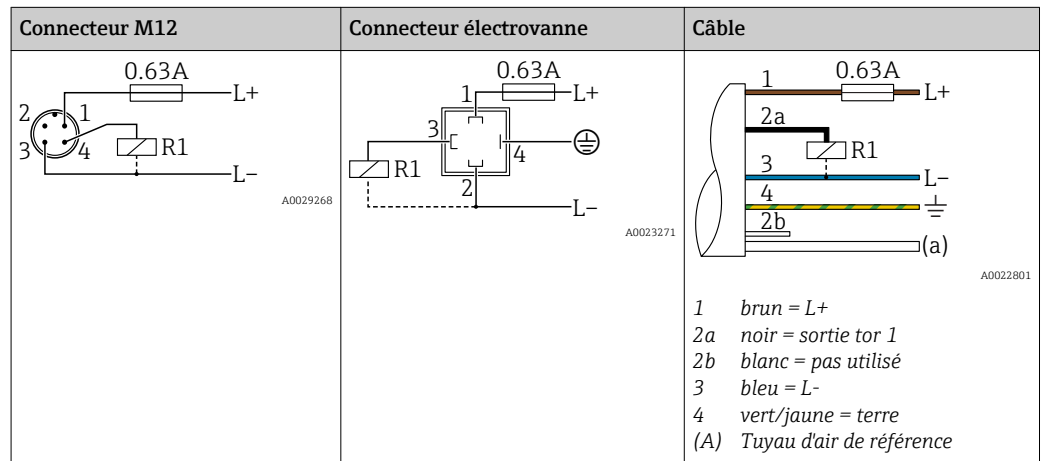 Connecteur M12
Connecteur électrovanne
Câble
0.63A
L+
2
1
3
4
R1
L–
A0029268
0.63A
1
L+
3
4
R1
2
L–
A0023271
1
0.63A
L+
2a
R1
3
L–
4
2b
(a)
A0022801
1 brun = L+
2a noir = sortie tor 1
2b blanc = pas utilisé
3 bleu = L-
4 vert/jaune = terre
(A) Tuyau d'air de référence